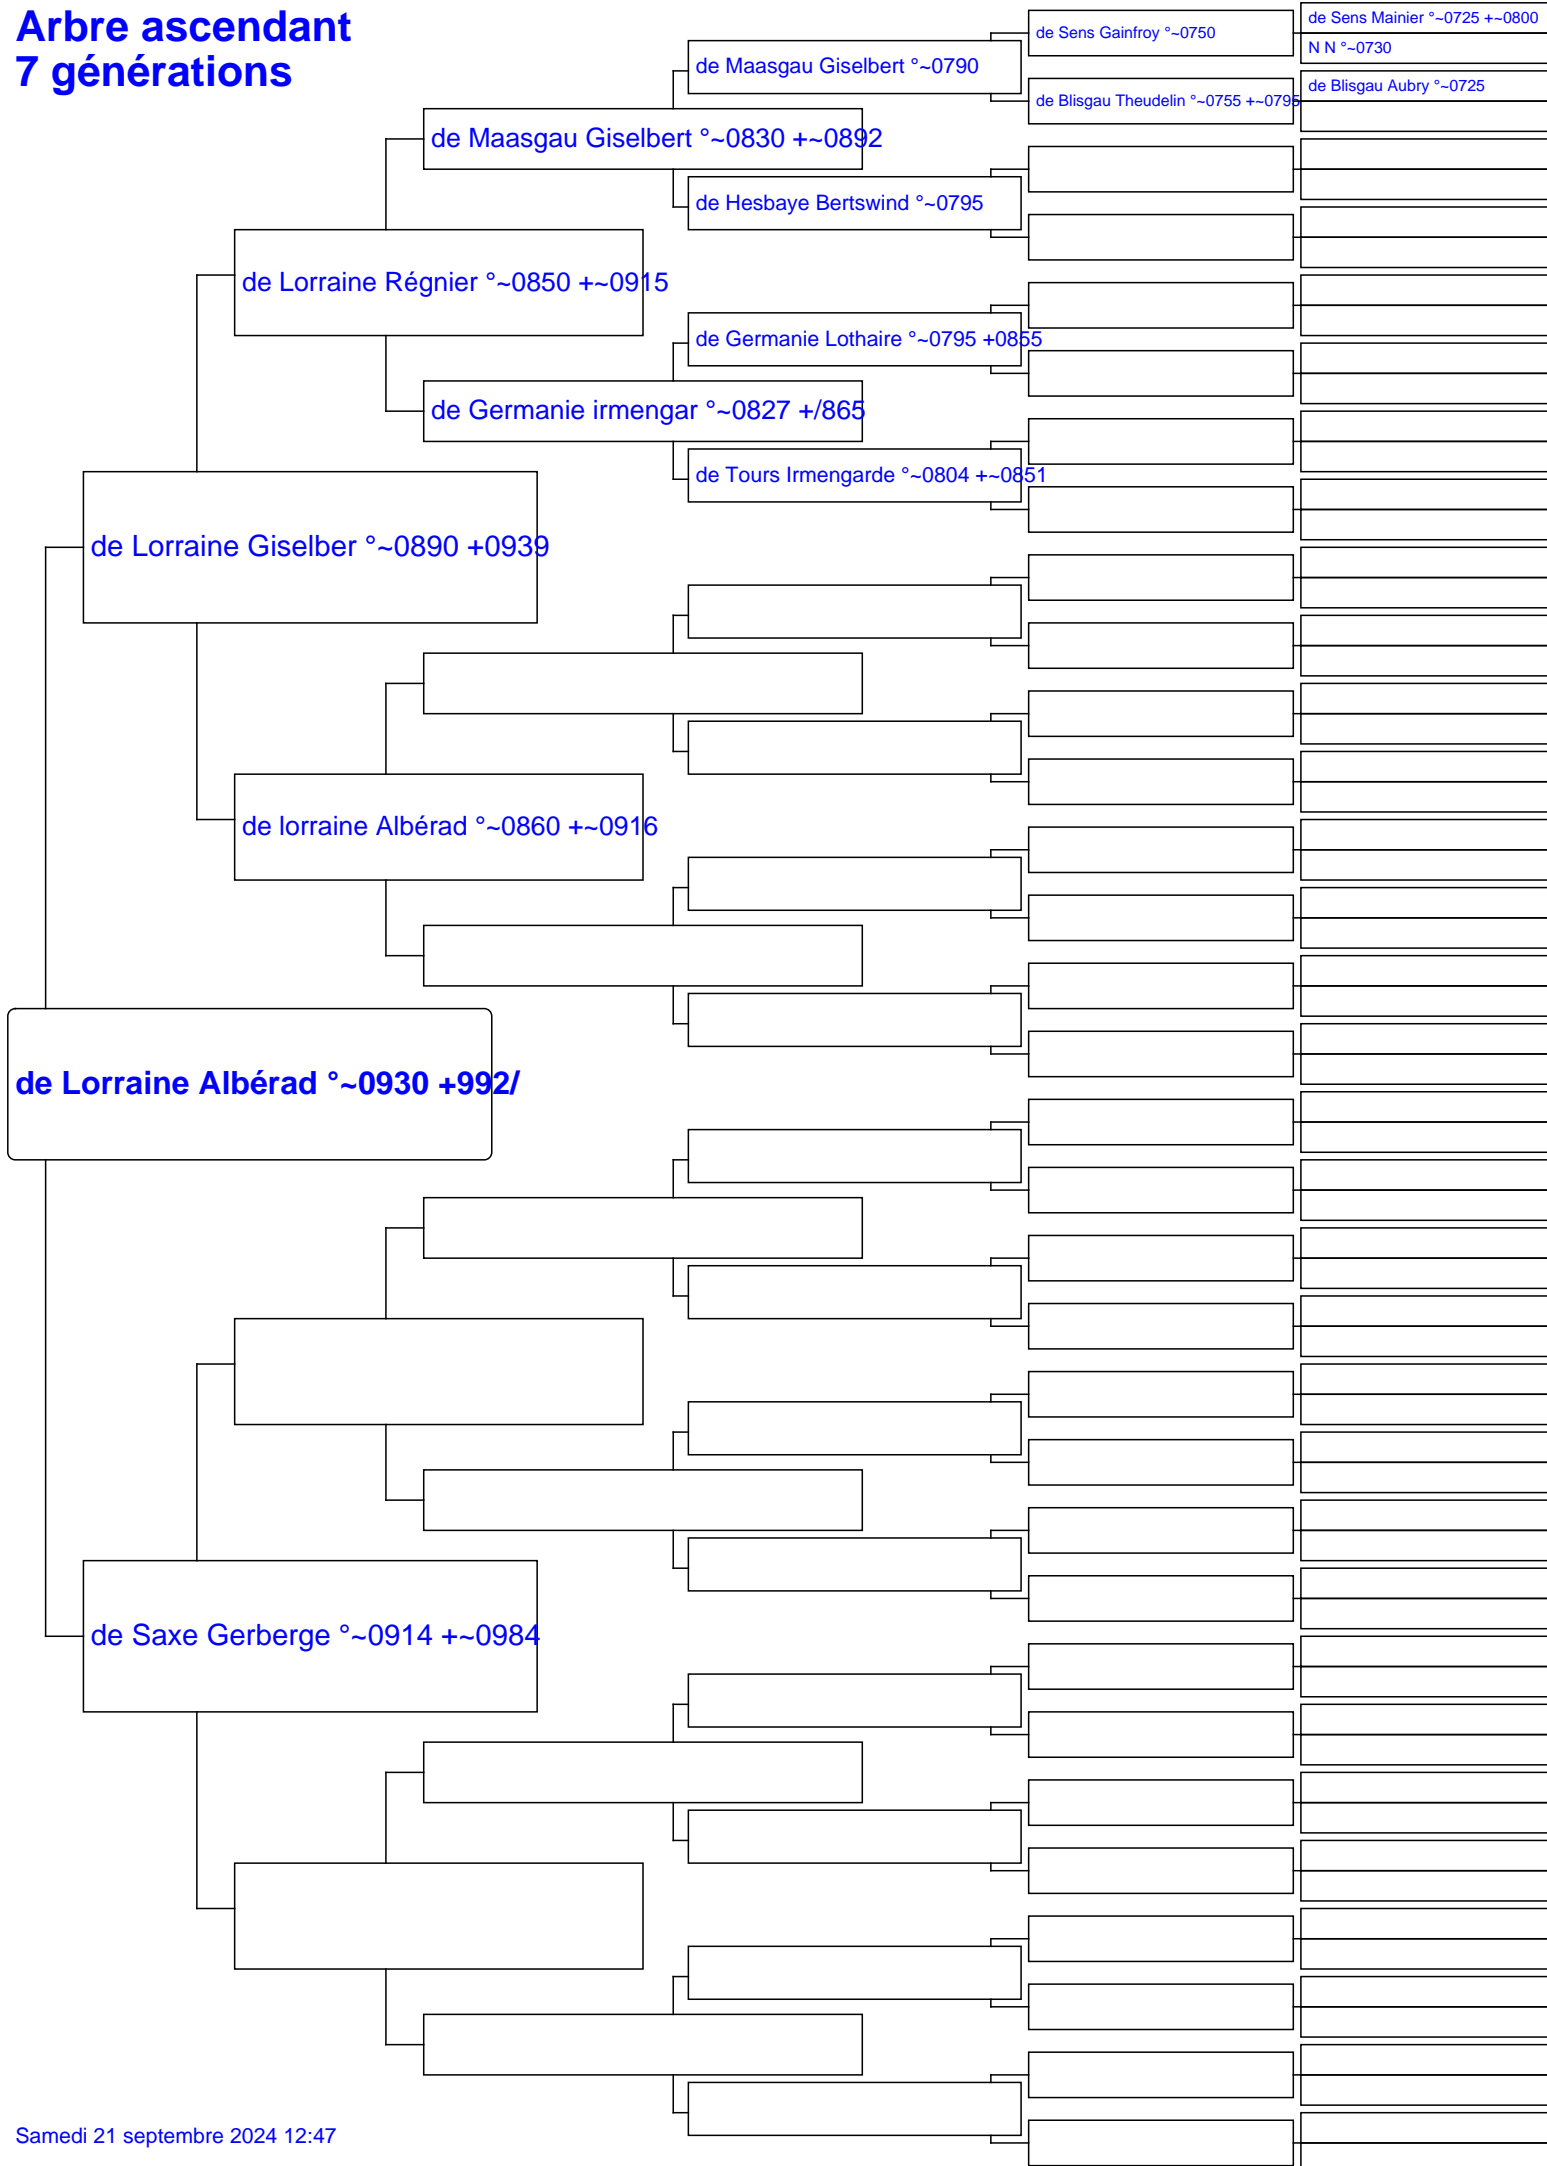 Arbre ascendant
7 générations
de Sens Mainier °~0725 +~0800
de Sens Gainfroy °~0750
N N °~0730
de Maasgau Giselbert °~0790
de Blisgau Aubry °~0725
de Blisgau Theudelin °~0755 +~0795
de Maasgau Giselbert °~0830 +~0892
de Hesbaye Bertswind °~0795
de Lorraine Régnier °~0850 +~0915
de Germanie Lothaire °~0795 +0855
de Germanie irmengar °~0827 +/865
de Tours Irmengarde °~0804 +~0851
de Lorraine Giselber °~0890 +0939
de lorraine Albérad °~0860 +~0916
de Lorraine Albérad °~0930 +992/
de Saxe Gerberge °~0914 +~0984
Samedi 21 septembre 2024 12:47